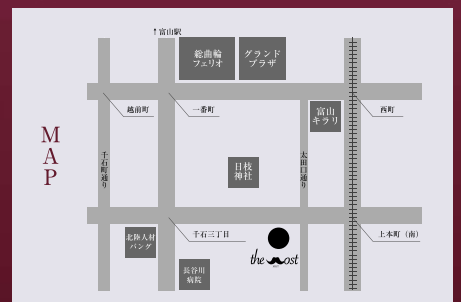 ↑富山駅
総曲輪
フェリオ
グランド
プラザ
越前町
一番町
富山
キラリ
西町
MAP
千石町通り
日枝
神社
太田口通り
北陸人材
バンク
千石三丁目
上本町（南）
the
ost
長谷川
病院